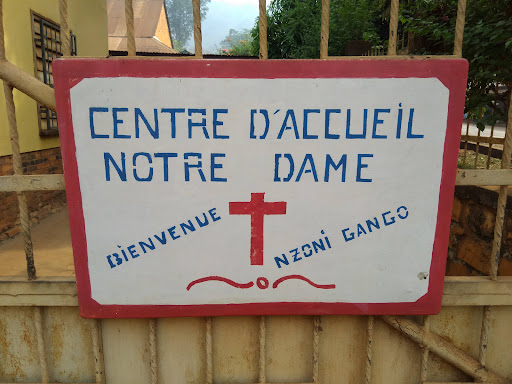 CENTRE D'ACCUEIL
NOTRE DAME
BIENVENUE
NZONI GANGO